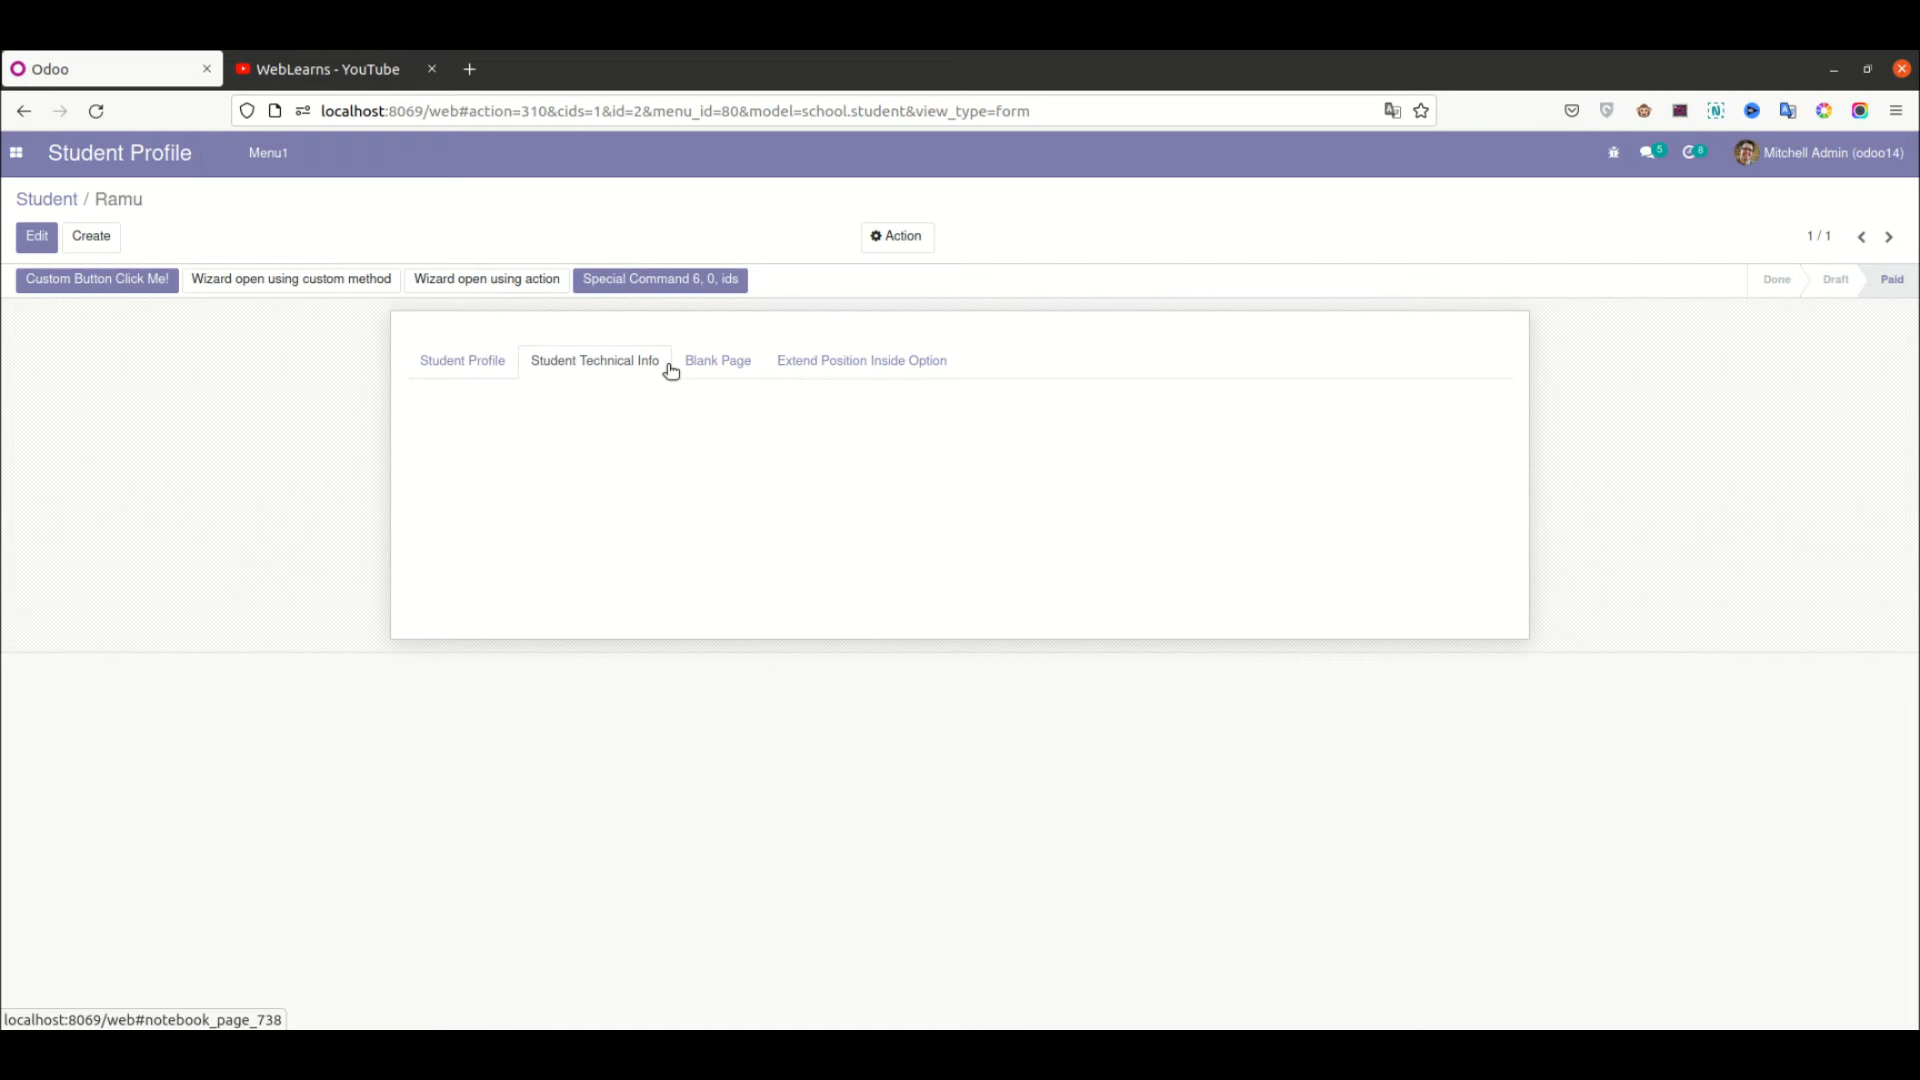 Odoo
WebLearns - YouTube
localhost:8069/web#action=310&cids=1&id=2&menu_id=80&model=school.student&view_type=form
Student Profile
Menu1
5
8
Mitchell Admin (odoo14)
Student / Ramu
Edit
Create
Action
1 / 1
Custom Button Click Me!
Wizard open using custom method
Wizard open using action
Special Command 6, 0, ids
Done
Draft
Paid
Student Profile
Student Technical Info
Blank Page
Extend Position Inside Option
localhost:8069/web#notebook_page_738